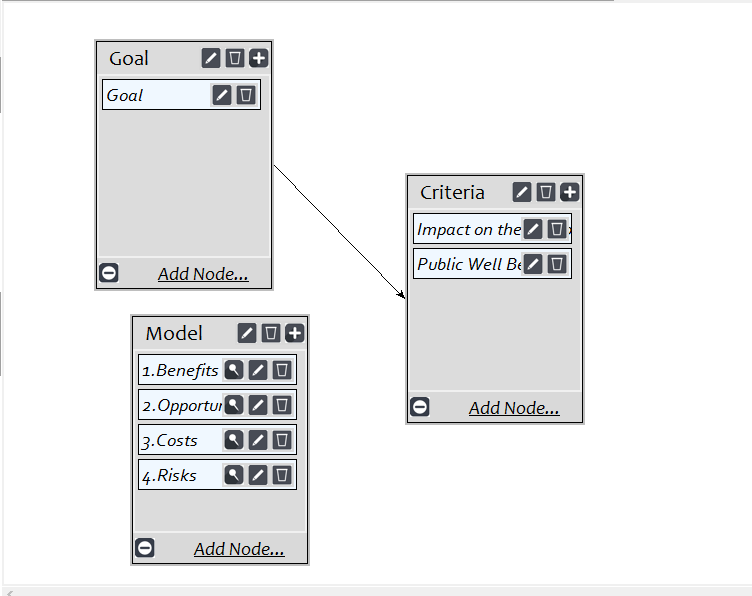 Goal
Goal
Add Node...
Criteria
Impact on the
Public Well Be
Add Node...
Model
1.Benefits
2.Opportun
3.Costs
4.Risks
Add Node...